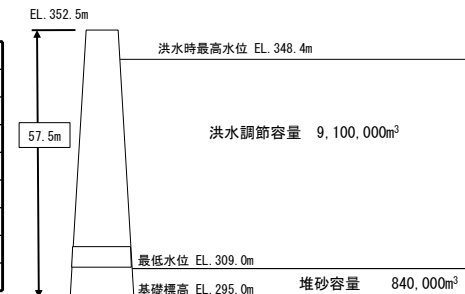 EL.352.5m
洪水時最高水位 EL.348.4m
57.5m
洪水調節容量 9,100,000m³
最低水位 EL.309.0m
基礎標高 EL.295.0m
堆砂容量 840,000m³